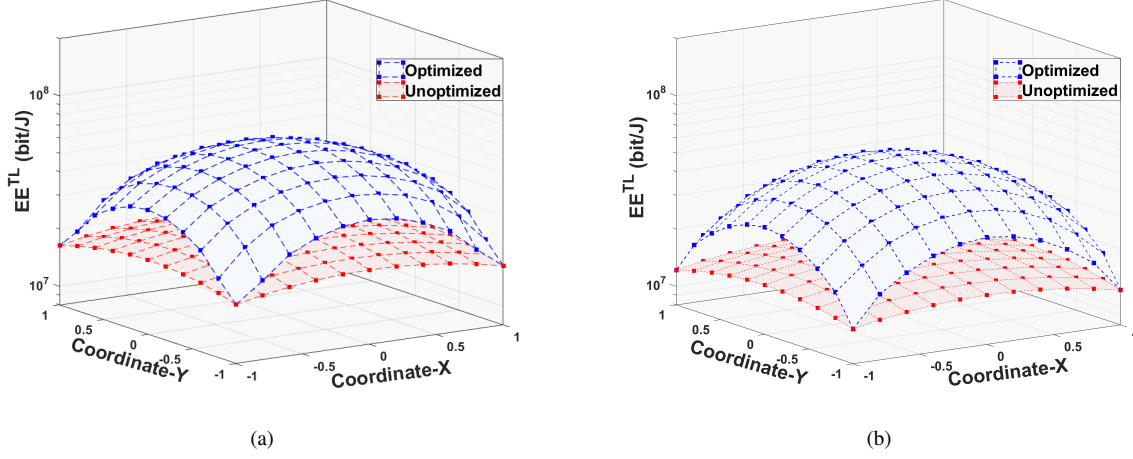 Optimized
Unoptimized
EE^TL (bit/J)
10^8
10^7
1
0.5
0
-0.5
-1
Coordinate-Y
-1
-0.5
0
0.5
1
Coordinate-X
(a)
Optimized
Unoptimized
EE^TL (bit/J)
10^8
10^7
1
0.5
0
-0.5
-1
Coordinate-Y
-1
-0.5
0
0.5
1
Coordinate-X
(b)